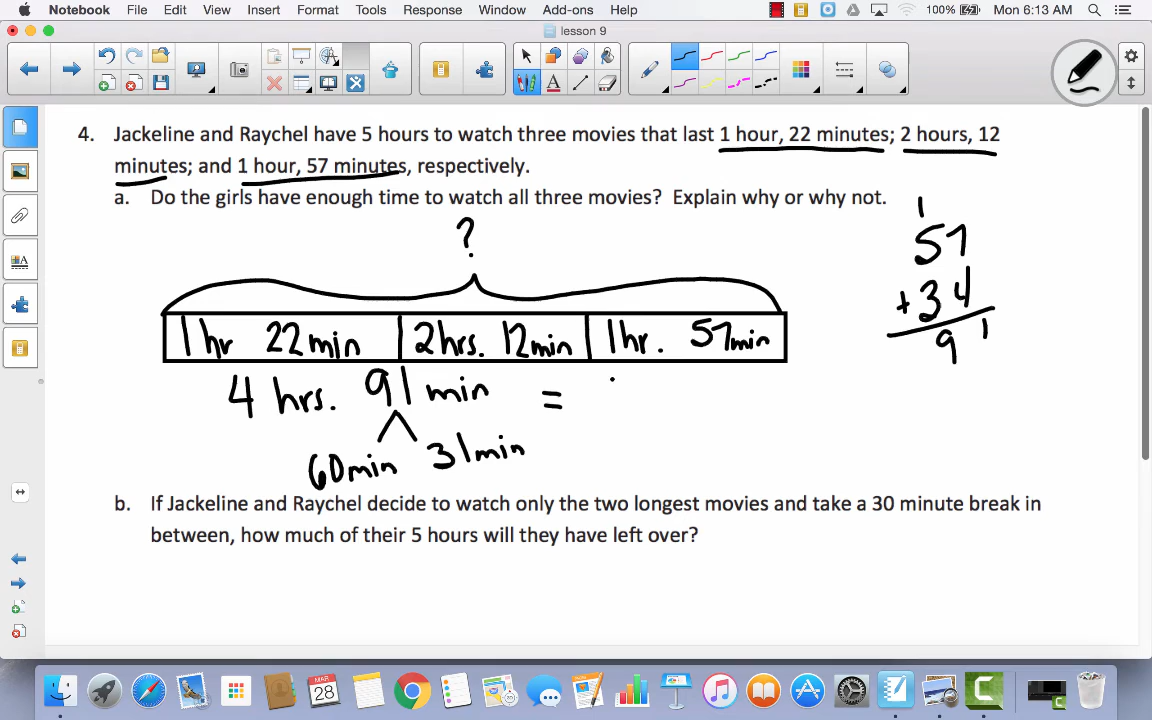 Notebook File Edit View Insert Format Tools Response Window Add-ons Help 100% Mon 6:13 AM
lesson 9
4. Jackeline and Raychel have 5 hours to watch three movies that last 1 hour, 22 minutes; 2 hours, 12
minutes; and 1 hour, 57 minutes, respectively.
a. Do the girls have enough time to watch all three movies? Explain why or why not.
?
1
57
+34
91
1hr 22min 2hrs. 12min 1hr. 57min
4 hrs. 91 min =
60min 31min
b. If Jackeline and Raychel decide to watch only the two longest movies and take a 30 minute break in
between, how much of their 5 hours will they have left over?
MAR
28